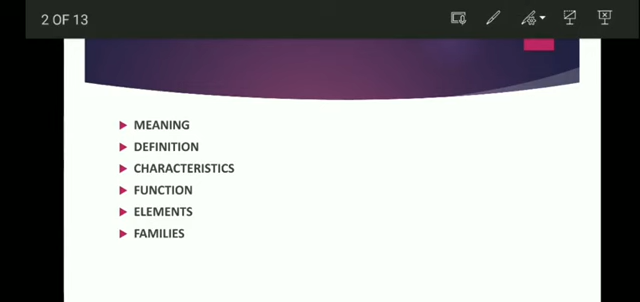 2 OF 13
MEANING
DEFINITION
CHARACTERISTICS
FUNCTION
ELEMENTS
FAMILIES